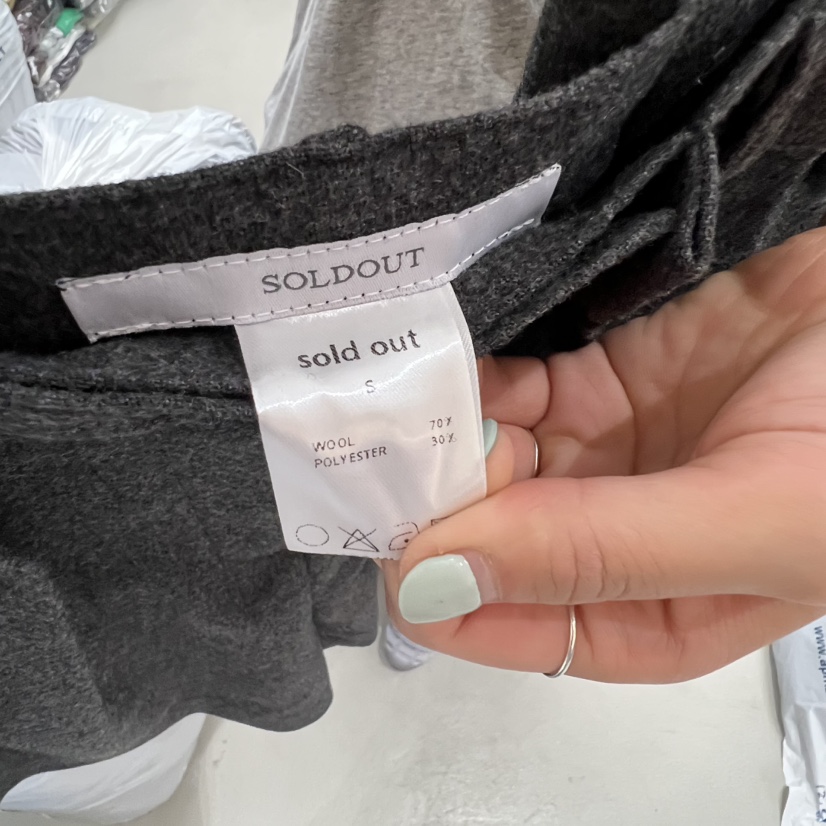 SOLDOUT
sold out
S
WOOL 70%
POLYESTER 30%